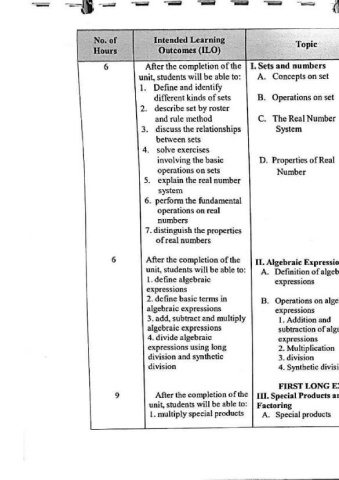 No. of Hours
Intended Learning Outcomes (ILO)
Topic
6
After the completion of the
unit, students will be able to:
1. Define and identify
different kinds of sets
2. describe set by roster
and rule method
3. discuss the relationships
between sets
4. solve exercises
involving the basic
operations on sets
5. explain the real number
system
6. perform the fundamental
operations on real
numbers
7. distinguish the properties
of real numbers
I. Sets and numbers
A. Concepts on set
B. Operations on set
C. The Real Number
System
D. Properties of Real
Number
6
After the completion of the
unit, students will be able to:
1. define algebraic
expressions
2. define basic terms in
algebraic expressions
3. add, subtract and multiply
algebraic expressions
4. divide algebraic
expressions using long
division and synthetic
division
II. Algebraic Expressio
A. Definition of algeb
expressions
B. Operations on alge
expressions
1. Addition and
subtraction of alge
expressions
2. Multiplication
3. division
4. Synthetic divisi
FIRST LONG E
9
After the completion of the
unit, students will be able to:
1. multiply special products
III. Special Products a
Factoring
A. Special products